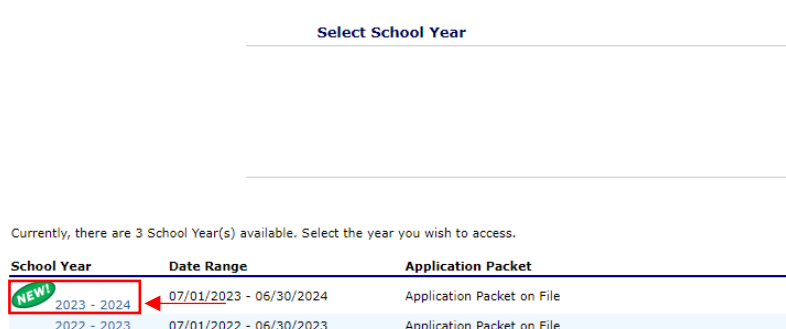 Select School Year
Currently, there are 3 School Year(s) available. Select the year you wish to access.
School Year Date Range Application Packet
NEW! 2023 - 2024 07/01/2023 - 06/30/2024 Application Packet on File
2022 - 2023 07/01/2022 - 06/30/2023 Application Packet on File